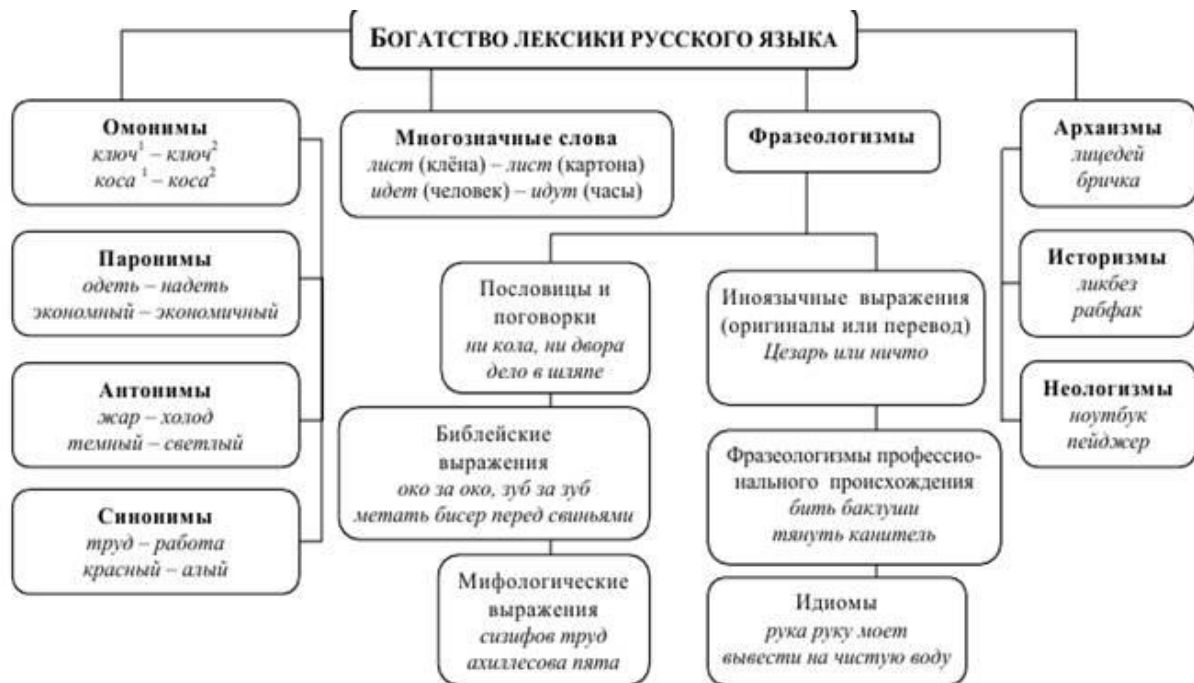 БОГАТСТВО ЛЕКСИКИ РУССКОГО ЯЗЫКА
Омонимы
ключ¹ – ключ²
коса ¹ – коса²
Паронимы
одеть – надеть
экономный – экономичный
Антонимы
жар – холод
темный – светлый
Синонимы
труд – работа
красный – алый
Многозначные слова
лист (клёна) – лист (картона)
идет (человек) – идут (часы)
Фразеологизмы
Пословицы и
поговорки
ни кола, ни двора
дело в шляпе
Библейские
выражения
око за око, зуб за зуб
метать бисер перед свиньями
Мифологические
выражения
сизифов труд
ахиллесова пята
Иноязычные выражения
(оригиналы или перевод)
Цезарь или ничто
Фразеологизмы профессио-
нального происхождения
бить баклуши
тянуть канитель
Идиомы
рука руку моет
вывести на чистую воду
Архаизмы
лицедей
бричка
Историзмы
ликбез
рабфак
Неологизмы
ноутбук
пейджер